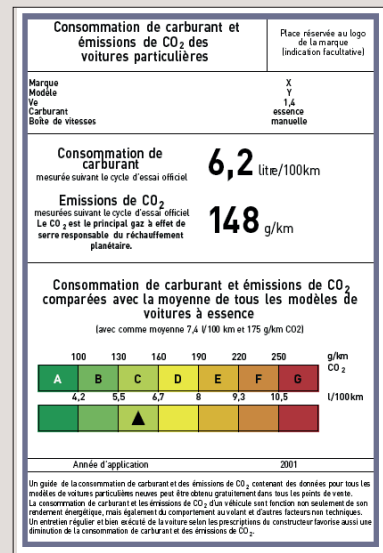 Consommation de carburant et
émissions de CO2 des
voitures particulières
Place réservée au logo
de la marque
(indication facultative)
Marque X
Modèle Y
Ve 1,4
Carburant essence
Boîte de vitesses manuelle
Consommation de
carburant
mesurée suivant le cycle d'essai officiel
6,2 litre/100km
Emissions de CO2
mesurées suivant le cycle d'essai officiel
Le CO2 est le principal gaz à effet de
serre responsable du réchauffement
planétaire.
148 g/km
Consommation de carburant et émissions de CO2
comparées avec la moyenne de tous les modèles de
voitures à essence
(avec comme moyenne 7,4 l/100 km et 175 g/km CO2)
100 130 160 190 220 250 g/km
CO2
A B C D E F G
4,2 5,5 6,7 8 9,3 10,5 l/100km
Année d'application 2001
Un guide de la consommation de carburant et des émissions de CO2 contenant des données pour tous les
modèles de voitures particulières neuves peut être obtenu gratuitement dans tous les points de vente.
La consommation de carburant et les émissions de CO2 d'un véhicule sont fonction non seulement de son
rendement énergétique, mais également du comportement au volant et d'autres facteurs non techniques.
Un entretien régulier et bien exécuté de la voiture selon les prescriptions du constructeur favorise aussi une
diminution de la consommation de carburant et des émissions de CO2.